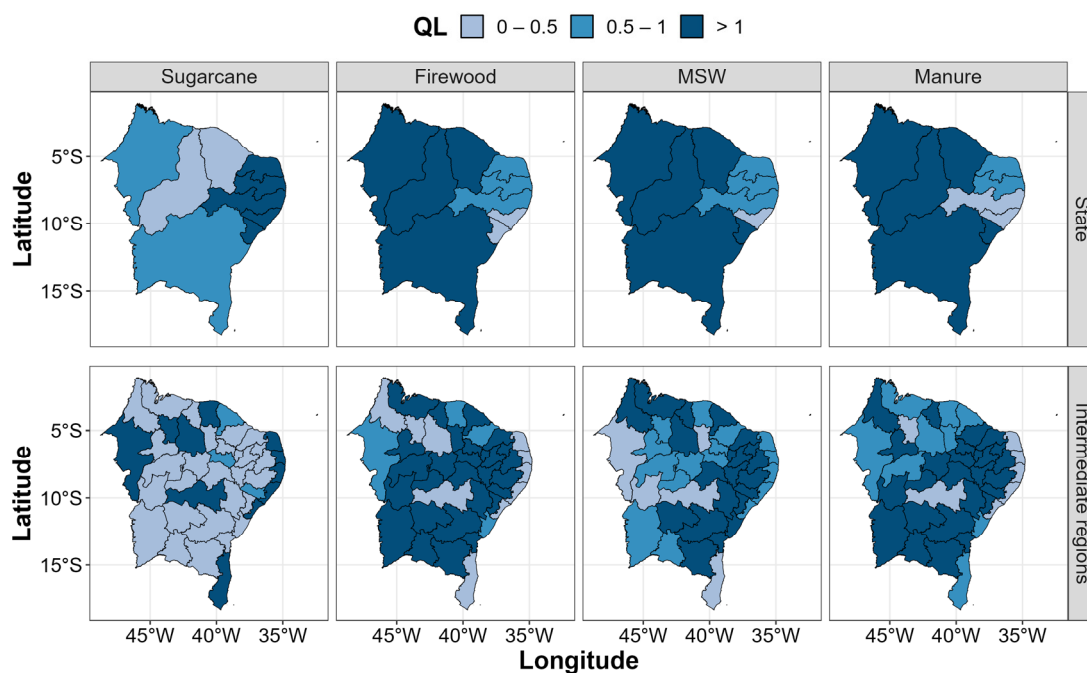 QL 0 – 0.5 0.5 – 1 > 1
Sugarcane Firewood MSW Manure
5°S
10°S
15°S
Latitude
State
5°S
10°S
15°S
Latitude
Intermediate regions
45°W 40°W 35°W 45°W 40°W 35°W 45°W 40°W 35°W 45°W 40°W 35°W
Longitude